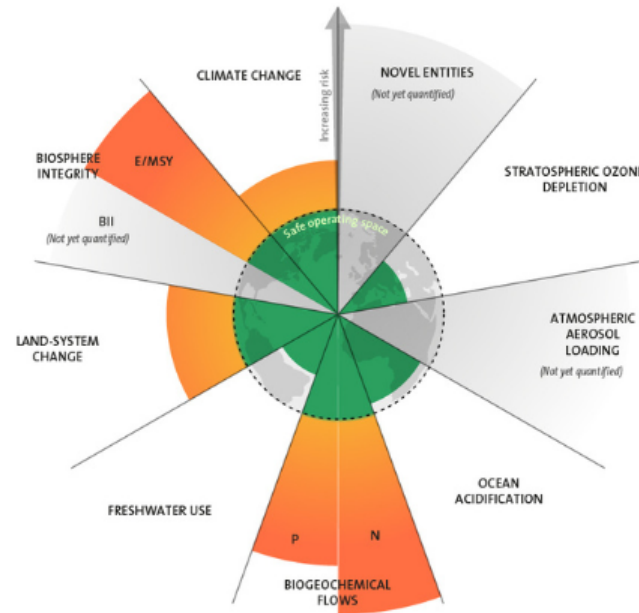 CLIMATE CHANGE
Increasing risk
NOVEL ENTITIES
(Not yet quantified)
STRATOSPHERIC OZONE
DEPLETION
ATMOSPHERIC
AEROSOL
LOADING
(Not yet quantified)
OCEAN
ACIDIFICATION
N
P
BIOGEOCHEMICAL
FLOWS
FRESHWATER USE
LAND-SYSTEM
CHANGE
BIOSPHERE
INTEGRITY
E/MSY
BII
(Not yet quantified)
Safe operating space